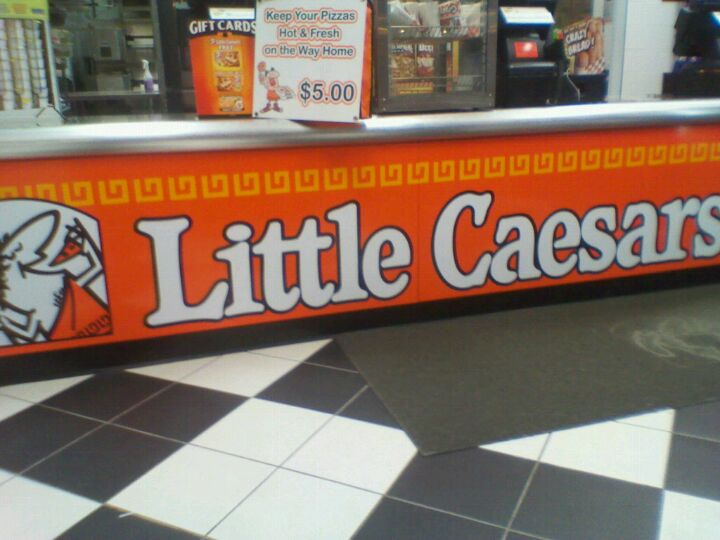 GIFT CARDS
Keep Your Pizzas
Hot & Fresh
on the Way Home
$5.00
CRAZY
BREAD!
Little Caesars